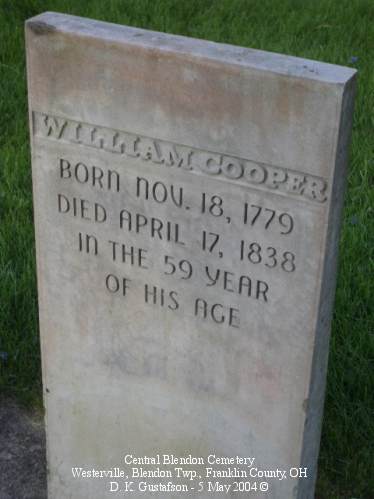 WILLIAM COOPER
BORN NOV. 18, 1779
DIED APRIL 17, 1838
IN THE 59 YEAR
OF HIS AGE
Central Blendon Cemetery
Westerville, Blendon Twp., Franklin County, OH
D. K. Gustafson - 5 May 2004 ©